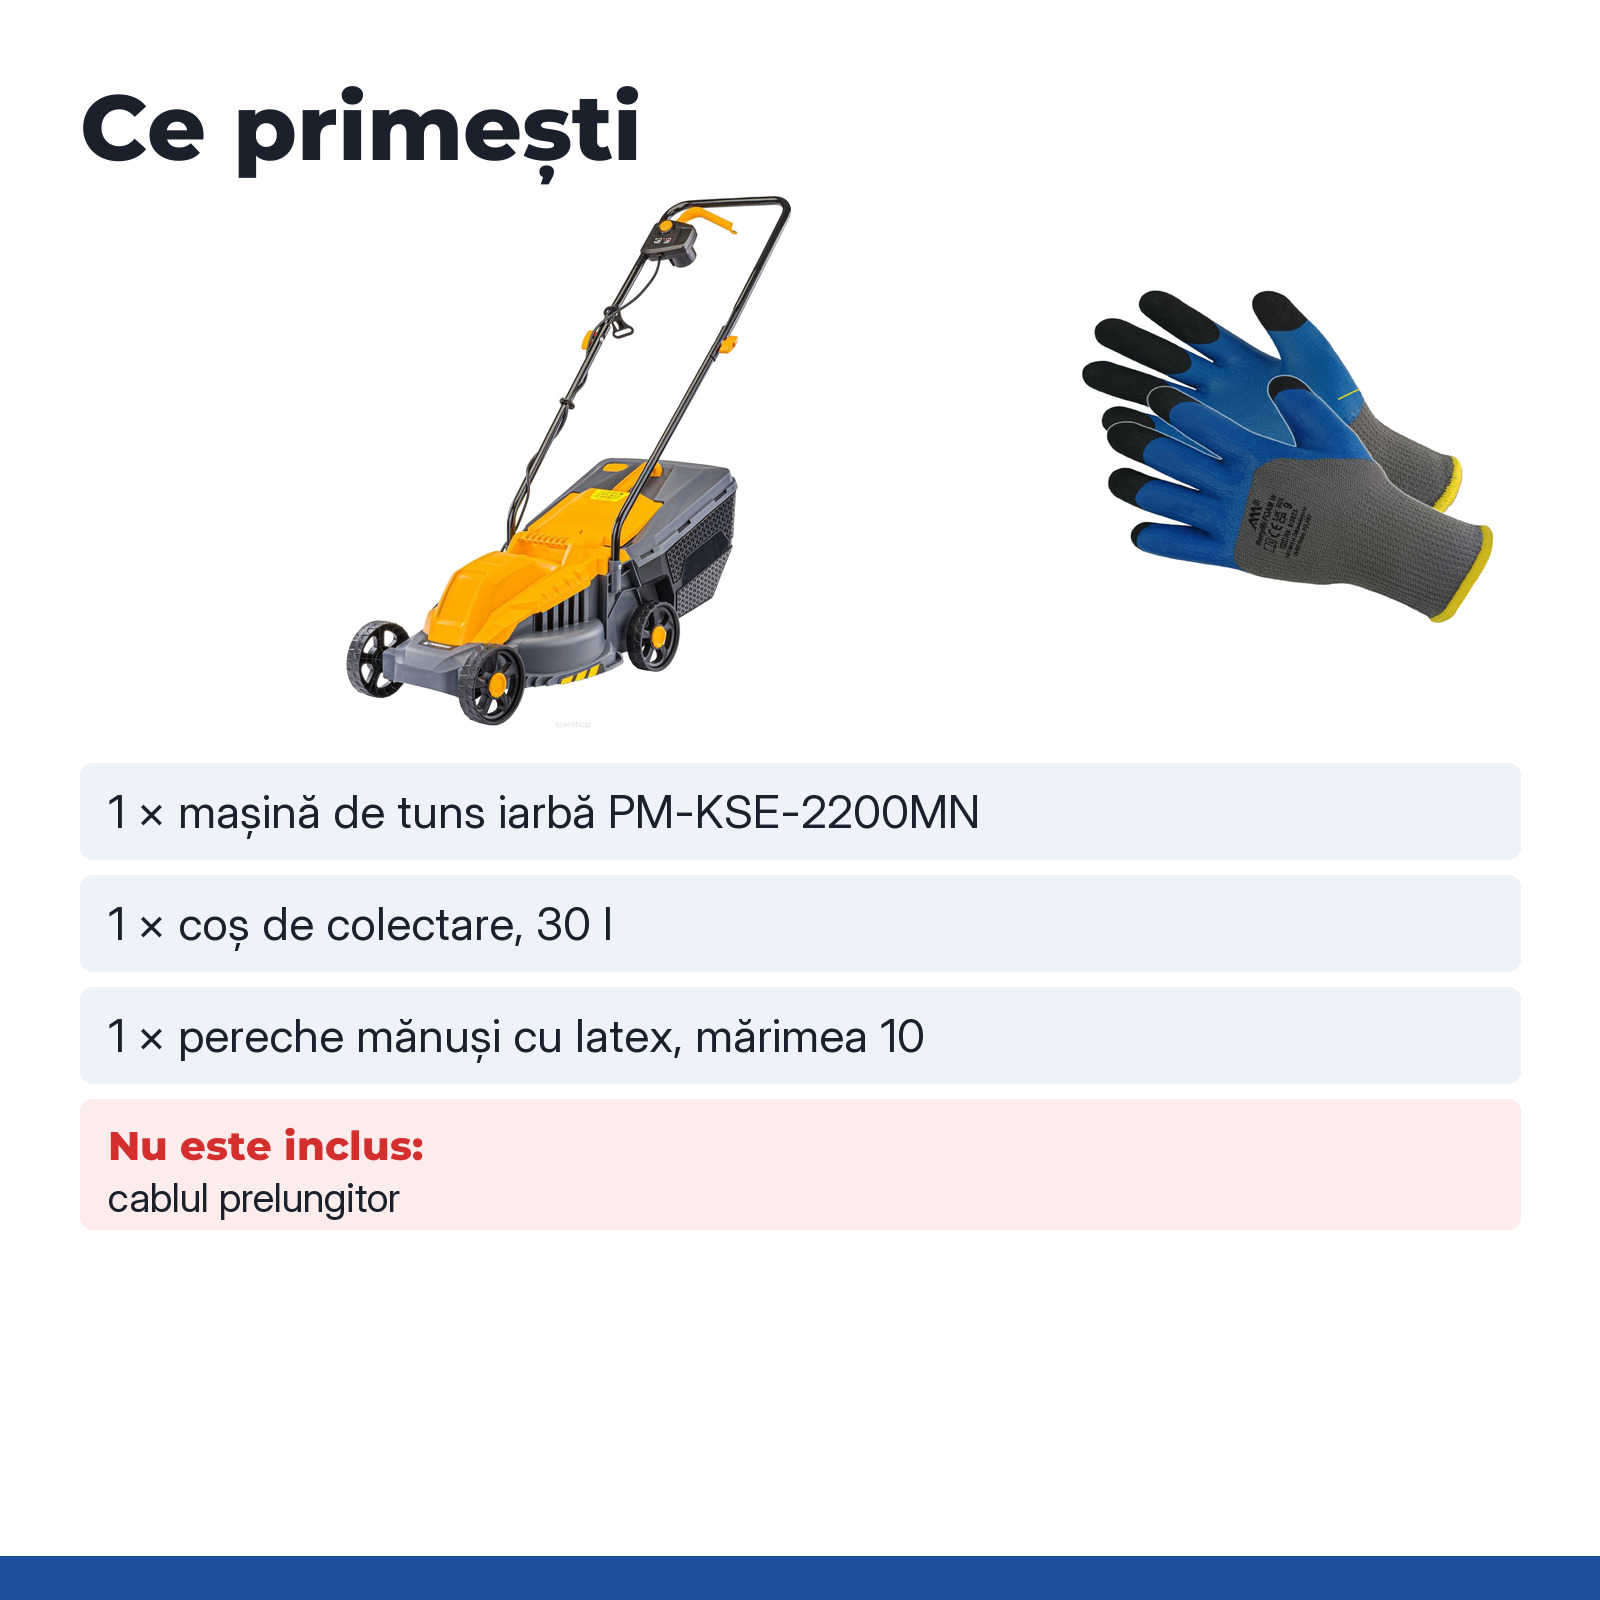 Ce primești
soleshop
1 × mașină de tuns iarbă PM-KSE-2200MN
1 × coș de colectare, 30 l
1 × pereche mănuși cu latex, mărimea 10
Nu este inclus:
cablul prelungitor